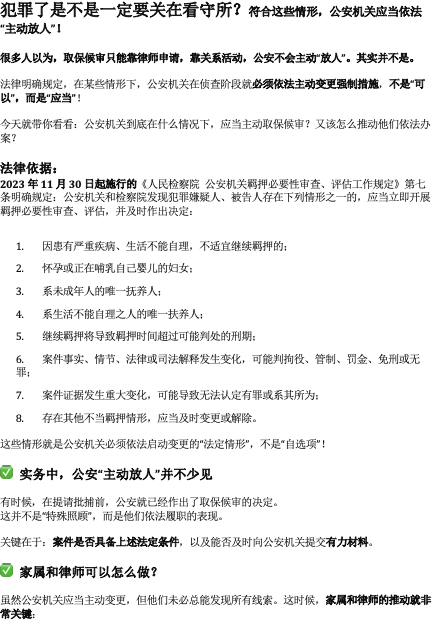 犯罪了是不是一定要关在看守所？符合这些情形，公安机关应当依法
“主动放人”！
很多人以为，取保候审只能靠律师申请，靠关系活动，公安不会主动“放人”。其实并不是。
法律明确规定，在某些情形下，公安机关在侦查阶段就必须依法主动变更强制措施，不是“可
以”，而是“应当”！
今天就带你看看：公安机关到底在什么情况下，应当主动取保候审？又该怎么推动他们依法办
案？
法律依据：
2023 年 11 月 30 日起施行的《人民检察院 公安机关羁押必要性审查、评估工作规定》第七
条明确规定：公安机关和检察院发现犯罪嫌疑人、被告人存在下列情形之一的，应当立即开展
羁押必要性审查、评估，并及时作出决定：
1. 因患有严重疾病、生活不能自理，不适宜继续羁押的；
2. 怀孕或正在哺乳自己婴儿的妇女；
3. 系未成年人的唯一抚养人；
4. 系生活不能自理之人的唯一扶养人；
5. 继续羁押将导致羁押时间超过可能判处的刑期；
6. 案件事实、情节、法律或司法解释发生变化，可能判拘役、管制、罚金、免刑或无
罪；
7. 案件证据发生重大变化，可能导致无法认定有罪或系其所为；
8. 存在其他不当羁押情形，应当及时变更或解除。
这些情形就是公安机关必须依法启动变更的“法定情形”，不是“自选项”！
✅ 实务中，公安“主动放人”并不少见
有时候，在提请批捕前，公安就已经作出了取保候审的决定。
这并不是“特殊照顾”，而是他们依法履职的表现。
关键在于：案件是否具备上述法定条件，以及能否及时向公安机关提交有力材料。
✅ 家属和律师可以怎么做？
虽然公安机关应当主动变更，但他们未必总能发现所有线索。这时候，家属和律师的推动就非
常关键：